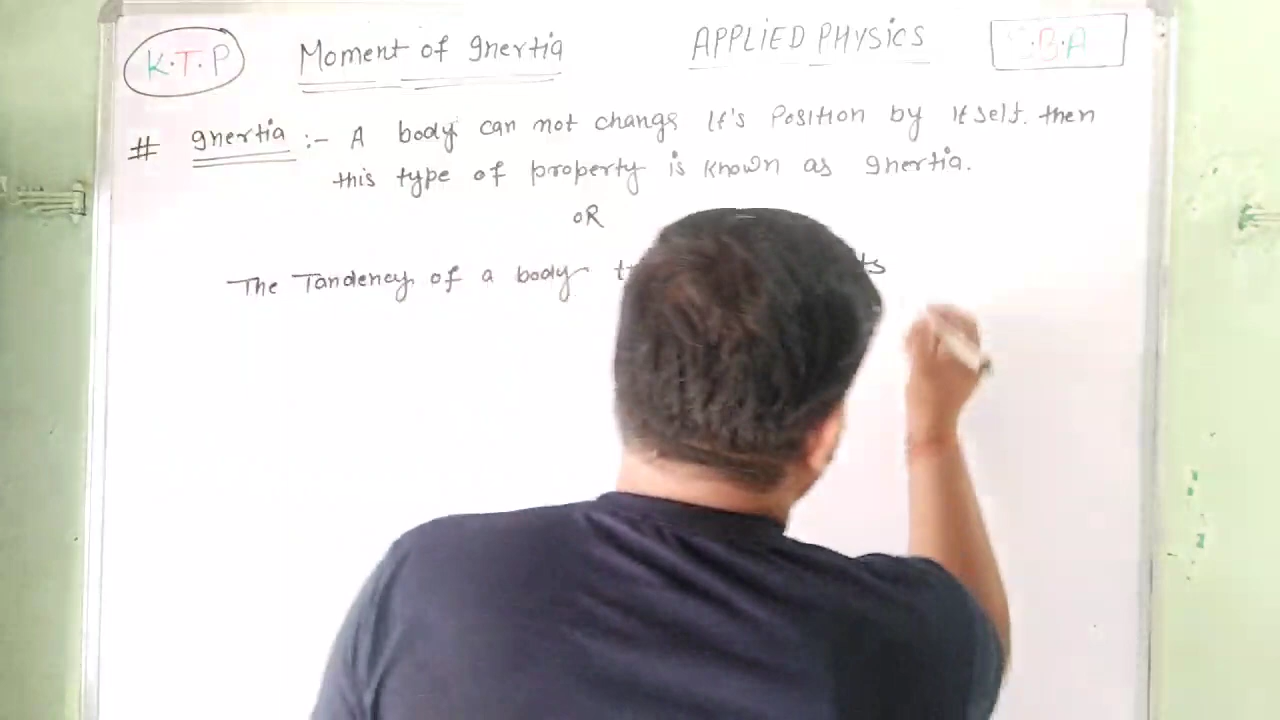 K.T.P Moment of Inertia APPLIED PHYSICS B.A
# Inertia :- A body can not change It's Position by It self. then
this type of property is known as Inertia.
OR
The Tandency of a body